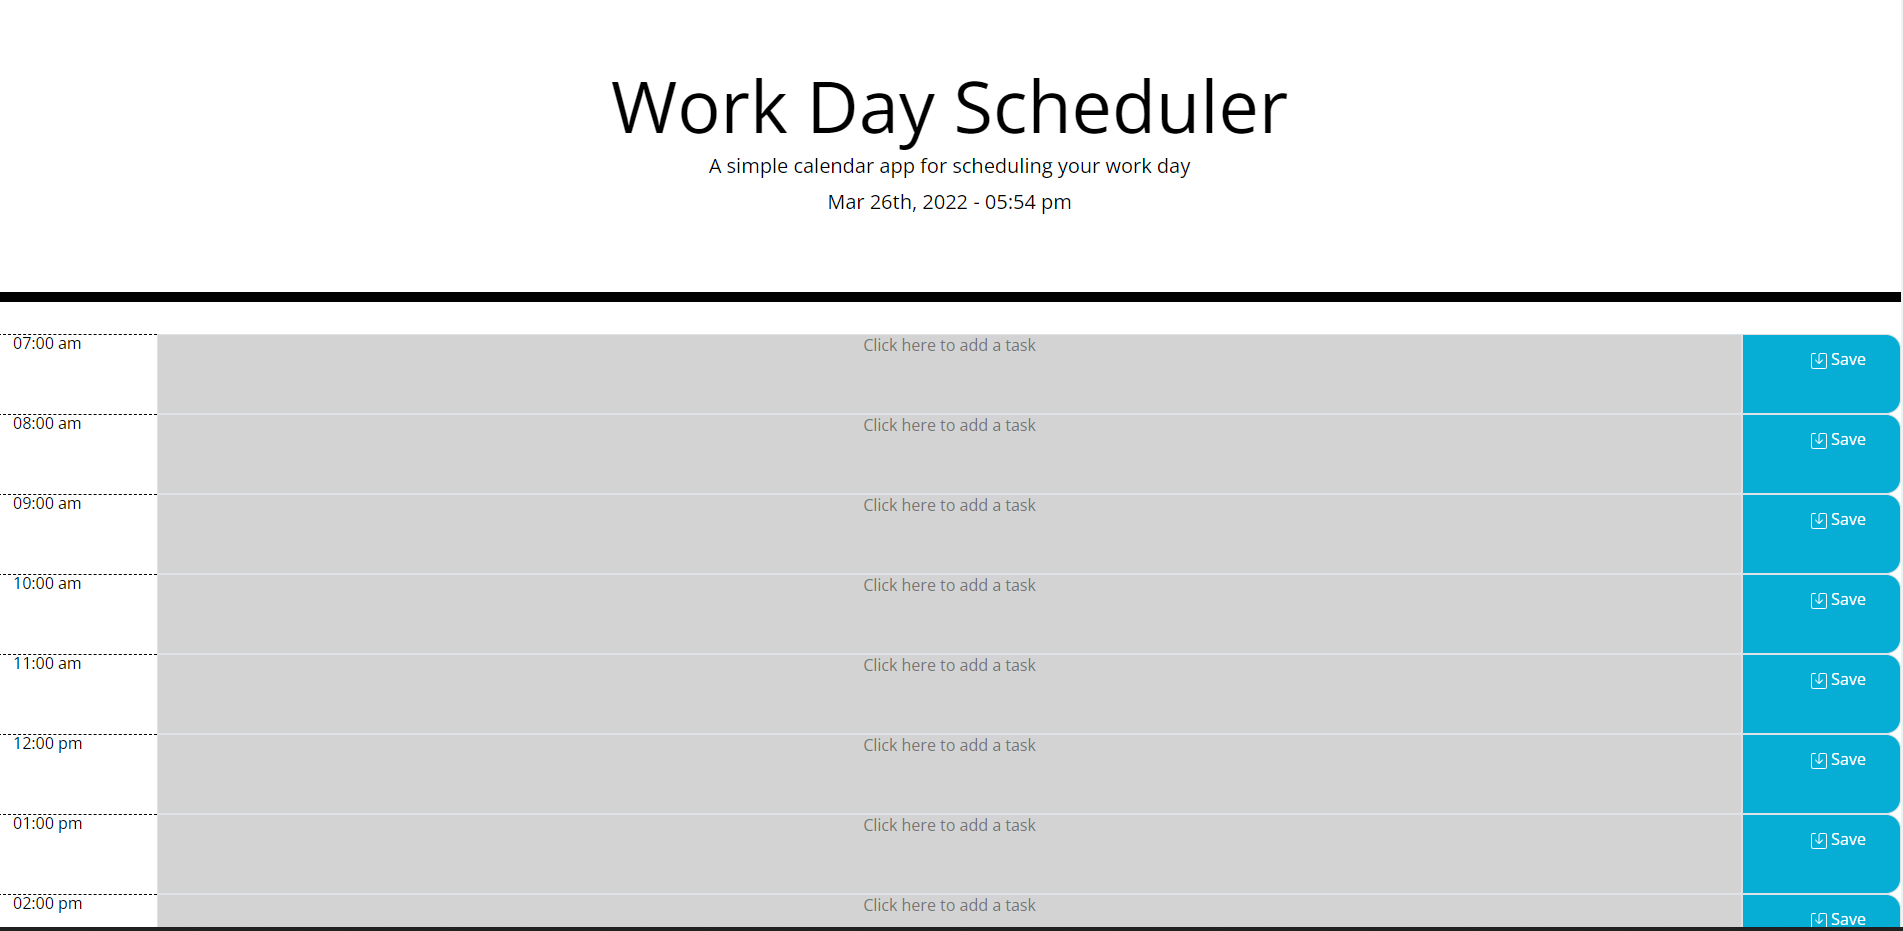 Work Day Scheduler
A simple calendar app for scheduling your work day
Mar 26th, 2022 - 05:54 pm
07:00 am Click here to add a task Save
08:00 am Click here to add a task Save
09:00 am Click here to add a task Save
10:00 am Click here to add a task Save
11:00 am Click here to add a task Save
12:00 pm Click here to add a task Save
01:00 pm Click here to add a task Save
02:00 pm Click here to add a task Save